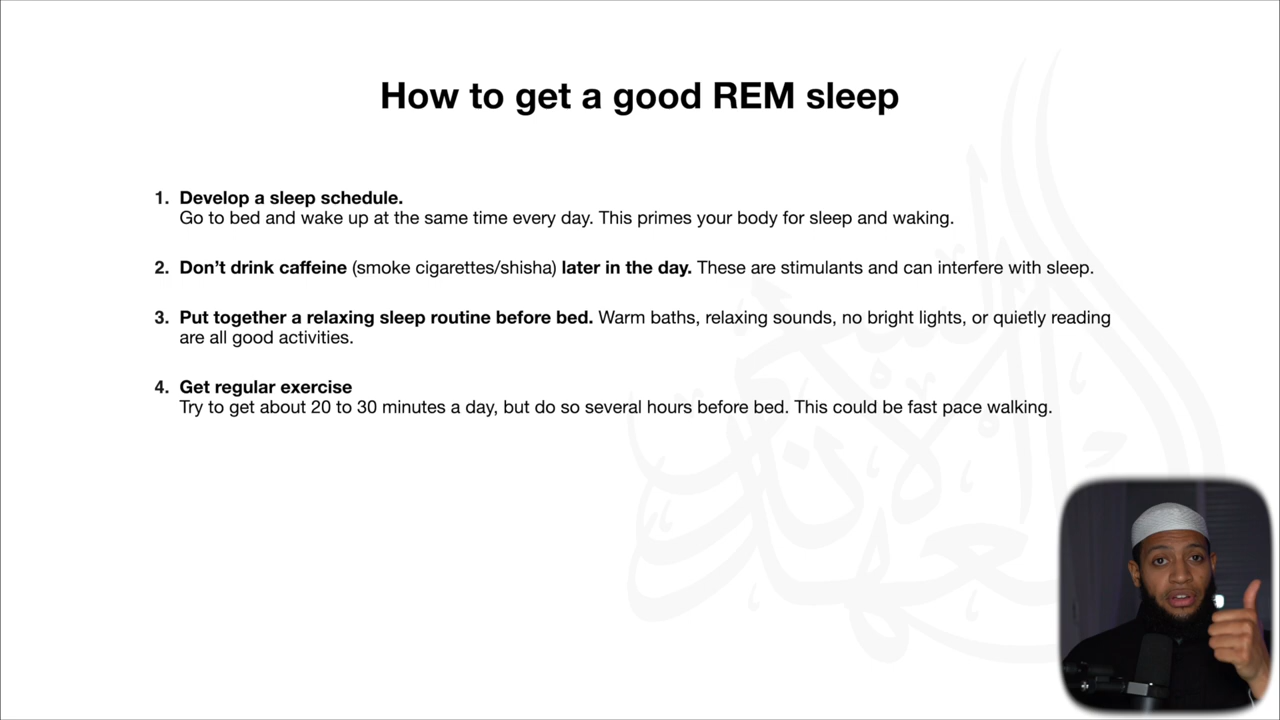 How to get a good REM sleep
1. Develop a sleep schedule.
Go to bed and wake up at the same time every day. This primes your body for sleep and waking.
2. Don’t drink caffeine (smoke cigarettes/shisha) later in the day. These are stimulants and can interfere with sleep.
3. Put together a relaxing sleep routine before bed. Warm baths, relaxing sounds, no bright lights, or quietly reading
are all good activities.
4. Get regular exercise
Try to get about 20 to 30 minutes a day, but do so several hours before bed. This could be fast pace walking.